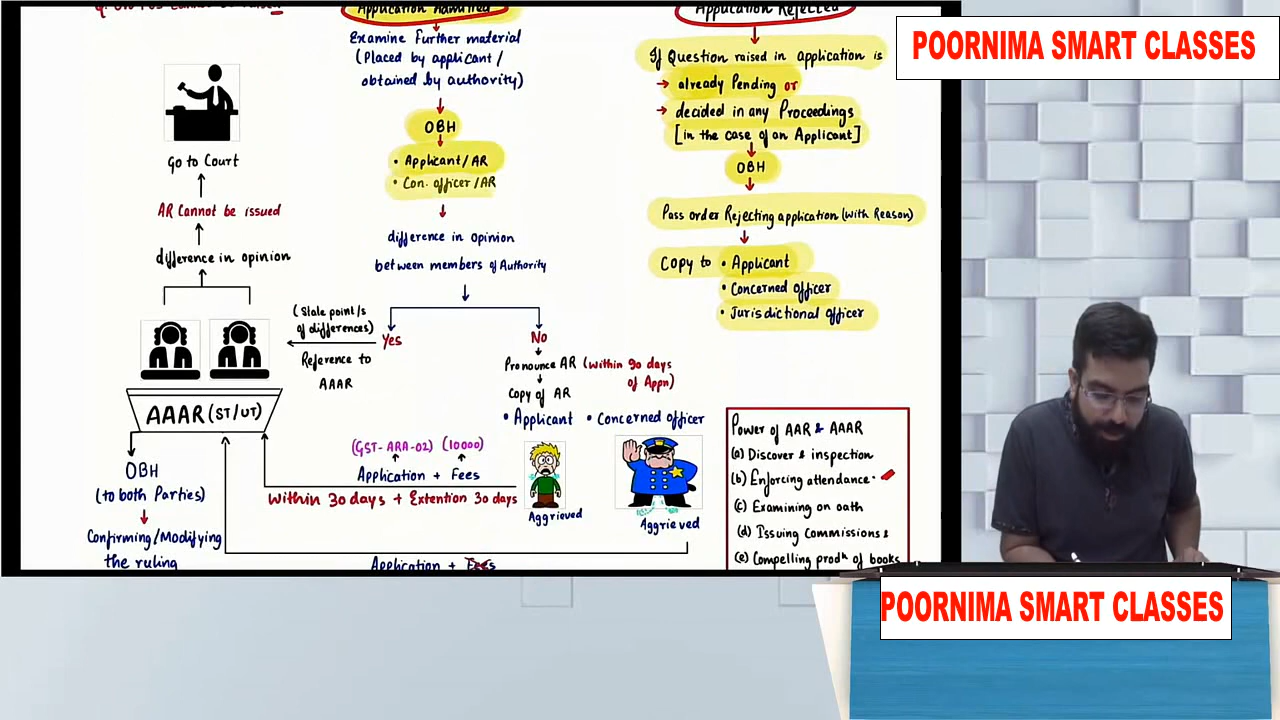 Application Admitted
Examine Further material
(Placed by applicant /
obtained by authority)
OBH
• Applicant/AR
• Con. officer/AR
difference in opinion
between members of Authority
Yes
No
Pronounce AR (within 90 days
of Appn)
Copy of AR
• Applicant • Concerned officer
Aggrieved
Aggrieved
(State point/s
of differences)
Reference to
AAAR
Go to Court
AR Cannot be issued
difference in opinion
AAAR (ST/UT)
OBH
(to both Parties)
Confirming/Modifying
the ruling
(GST-ARA-02) (10000)
Application + Fees
Within 30 days + Extention 30 days
Application + Fees
Application Rejected
If Question raised in application is
→ already Pending or
→ decided in any Proceedings
[in the case of an Applicant]
OBH
Pass order Rejecting application (with Reason)
Copy to • Applicant
• Concerned officer
• Jurisdictional officer
Power of AAR & AAAR
(a) Discover & inspection
(b) Enforcing attendance.
(c) Examining on oath
(d) Issuing commissions &
(e) Compelling prodⁿ of books
POORNIMA SMART CLASSES
POORNIMA SMART CLASSES